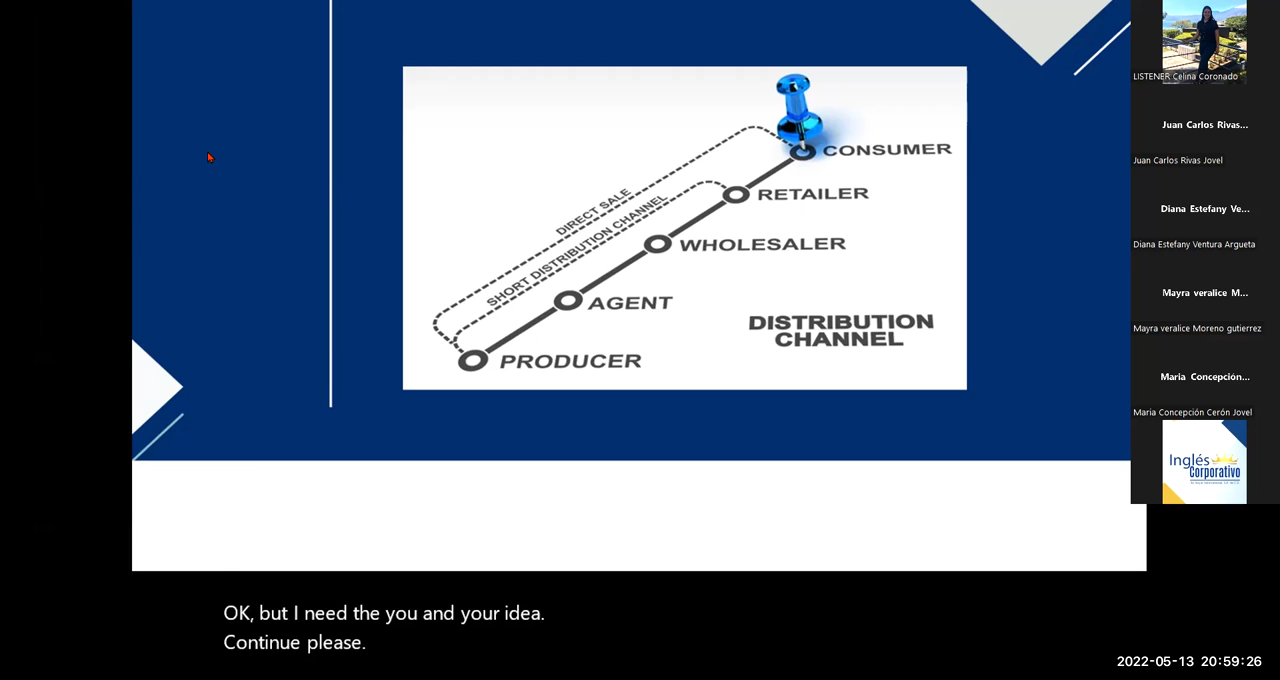 CONSUMER
RETAILER
DIRECT SALE
SHORT DISTRIBUTION CHANNEL
WHOLESALER
AGENT
DISTRIBUTION
CHANNEL
PRODUCER
LISTENER Celina Coronado
Juan Carlos Rivas...
Juan Carlos Rivas Jovel
Diana Estefany Ve...
Diana Estefany Ventura Argueta
Mayra veralice M...
Mayra veralice Moreno gutierrez
Maria Concepción...
Maria Concepción Cerón Jovel
Inglés
Corporativo
OK, but I need the you and your idea.
Continue please.
2022-05-13 20:59:26